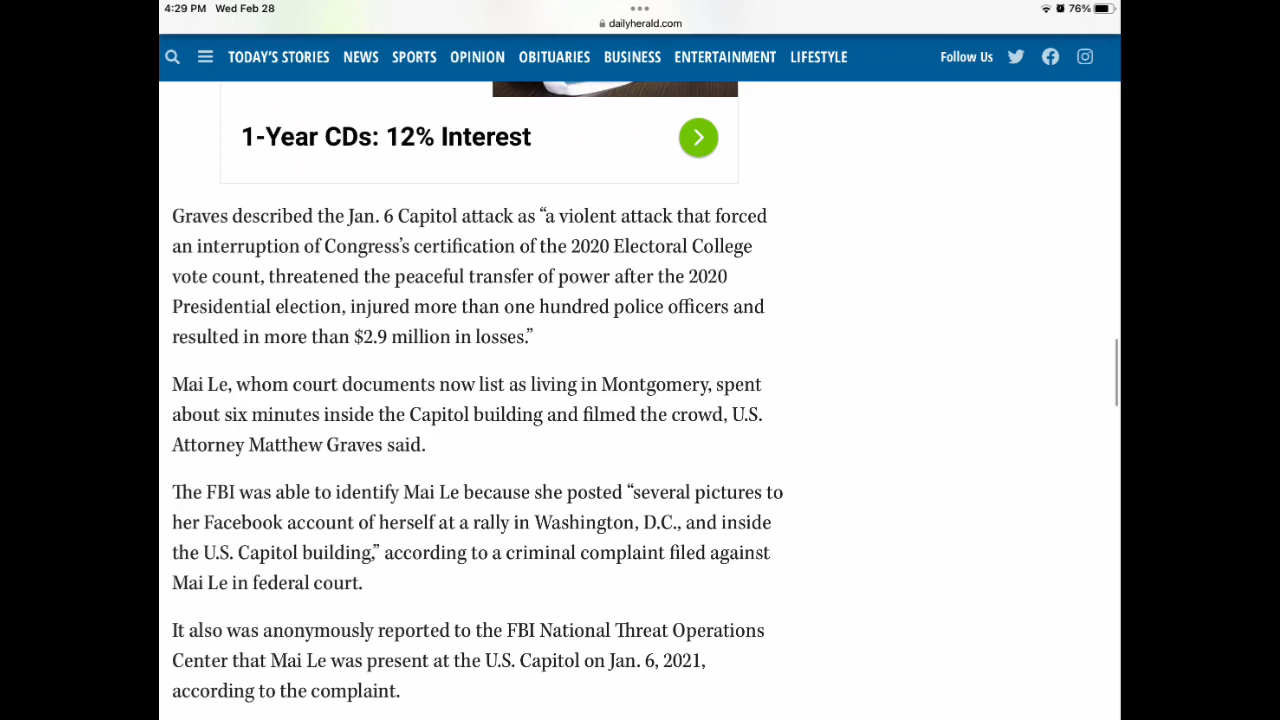 4:29 PM Wed Feb 28
76%
dailyherald.com
TODAY'S STORIES NEWS SPORTS OPINION OBITUARIES BUSINESS ENTERTAINMENT LIFESTYLE Follow Us
1-Year CDs: 12% Interest
Graves described the Jan. 6 Capitol attack as “a violent attack that forced
an interruption of Congress’s certification of the 2020 Electoral College
vote count, threatened the peaceful transfer of power after the 2020
Presidential election, injured more than one hundred police officers and
resulted in more than $2.9 million in losses.”
Mai Le, whom court documents now list as living in Montgomery, spent
about six minutes inside the Capitol building and filmed the crowd, U.S.
Attorney Matthew Graves said.
The FBI was able to identify Mai Le because she posted “several pictures to
her Facebook account of herself at a rally in Washington, D.C., and inside
the U.S. Capitol building,” according to a criminal complaint filed against
Mai Le in federal court.
It also was anonymously reported to the FBI National Threat Operations
Center that Mai Le was present at the U.S. Capitol on Jan. 6, 2021,
according to the complaint.